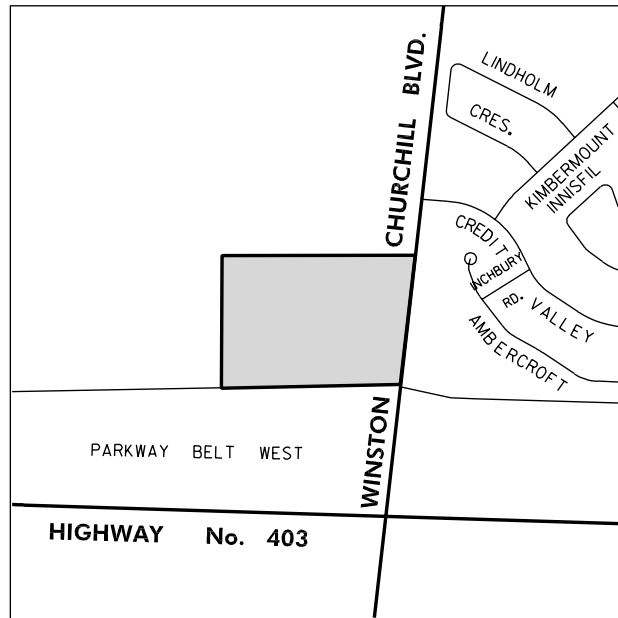 LINDHOLM
CRES.
KIMBERMOUNT
INNISFIL
WINSTON CHURCHILL BLVD.
CREDIT VALLEY
INCHBURY
RD.
AMBERCROFT
PARKWAY BELT WEST
HIGHWAY No. 403